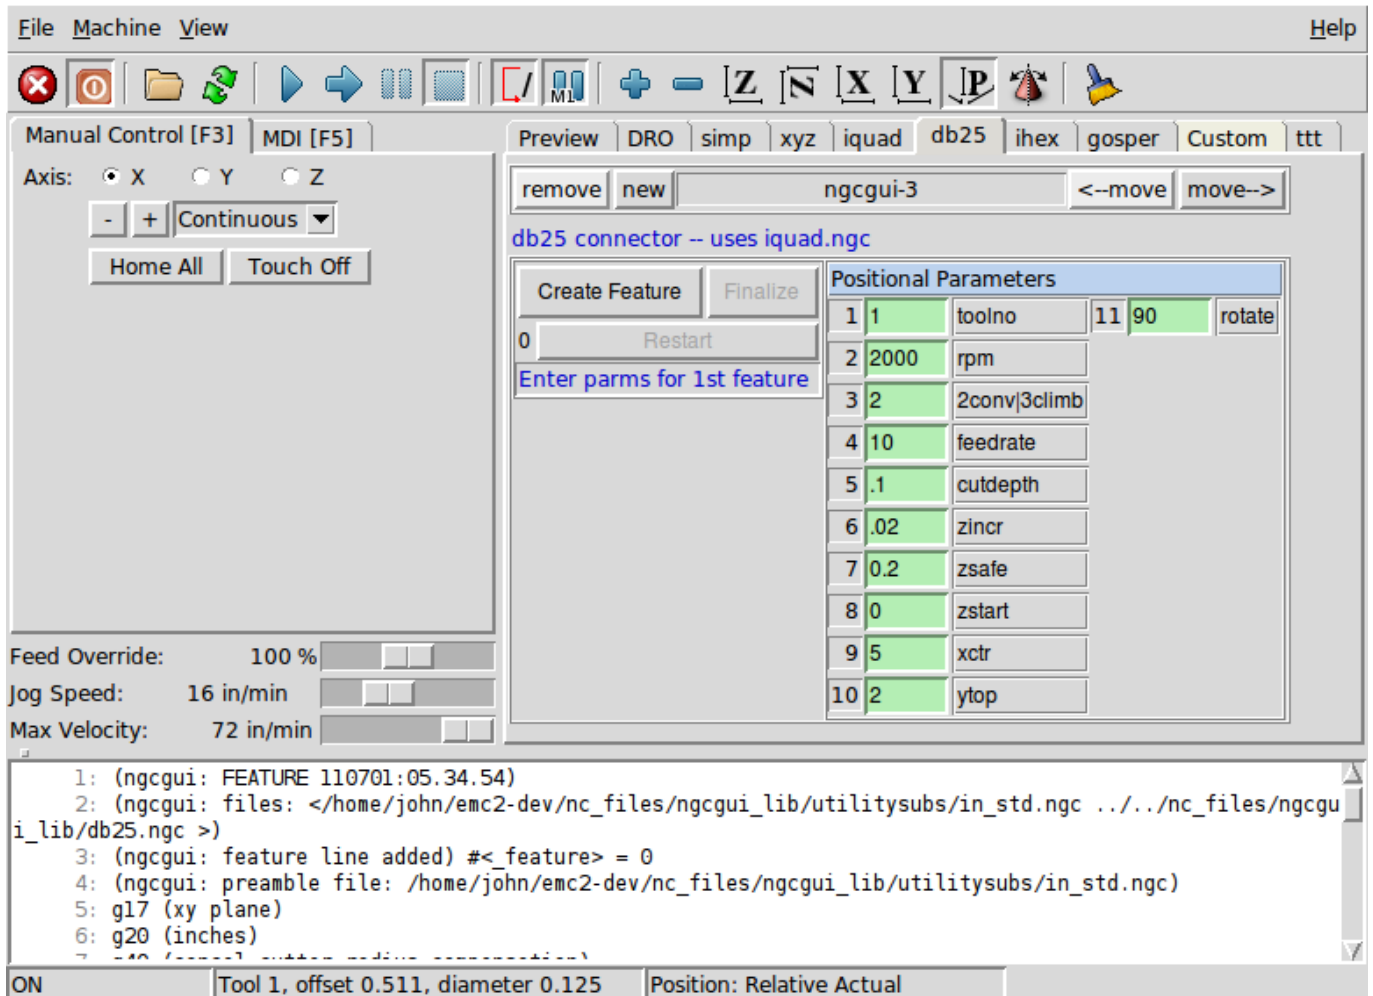 File Machine View Help
M1 Z N X Y P
Manual Control [F3] MDI [F5]
Axis: X Y Z
- + Continuous
Home All Touch Off
Feed Override: 100 %
Jog Speed: 16 in/min
Max Velocity: 72 in/min
Preview DRO simp xyz iquad db25 ihex gosper Custom ttt
remove new ngcgui-3 <--move move-->
db25 connector -- uses iquad.ngc
Create Feature Finalize
0 Restart
Enter parms for 1st feature
Positional Parameters
1 1 toolno 11 90 rotate
2 2000 rpm
3 2 2conv|3climb
4 10 feedrate
5 .1 cutdepth
6 .02 zincr
7 0.2 zsafe
8 0 zstart
9 5 xctr
10 2 ytop
1: (ngcgui: FEATURE 110701:05.34.54)
2: (ngcgui: files: </home/john/emc2-dev/nc_files/ngcgui_lib/utilitysubs/in_std.ngc ../../nc_files/ngcgu
i_lib/db25.ngc >)
3: (ngcgui: feature line added) #<_feature> = 0
4: (ngcgui: preamble file: /home/john/emc2-dev/nc_files/ngcgui_lib/utilitysubs/in_std.ngc)
5: g17 (xy plane)
6: g20 (inches)
ON Tool 1, offset 0.511, diameter 0.125 Position: Relative Actual